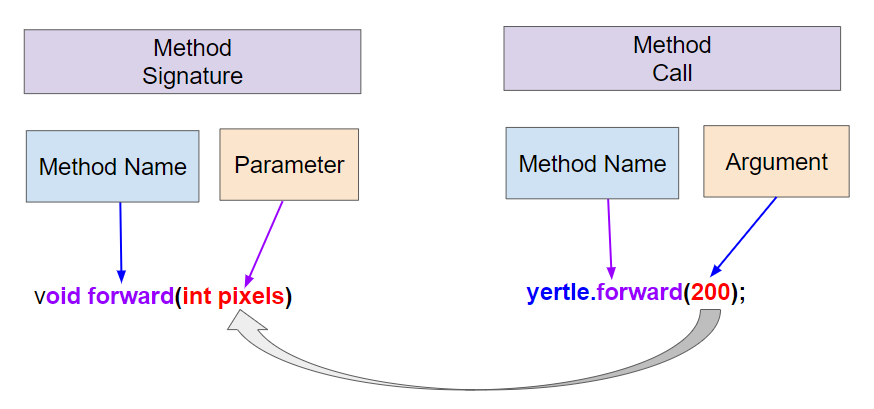 Method
Signature
Method
Call
Method Name
Parameter
Method Name
Argument
void forward(int pixels)
yertle.forward(200);